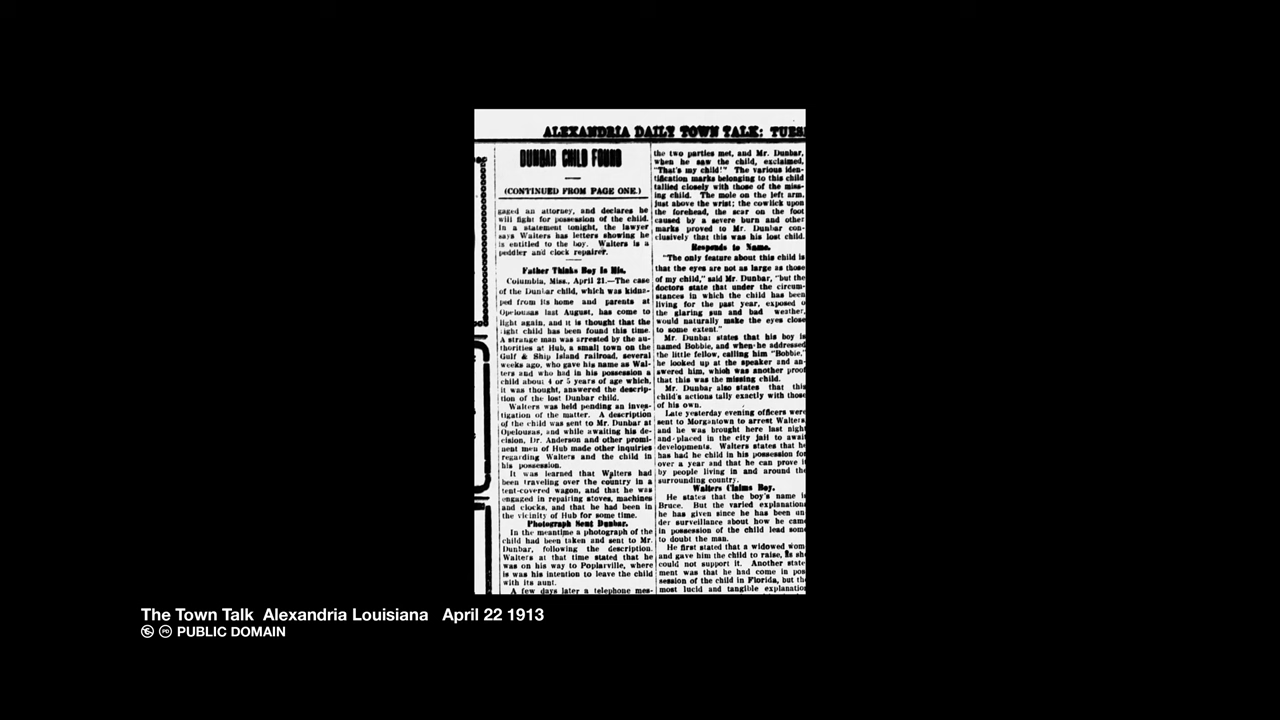 ALEXANDRIA DAILY TOWN TALK: TUES
DUNBAR CHILD FOUND
(CONTINUED FROM PAGE ONE.)
gaged an attorney, and declares he
will fight for possession of the child.
In a statement tonight, the lawyer
says Walters has letters showing he
is entitled to the boy. Walters is a
peddler and clock repairer.
Father Thinks Boy Is His.
Columbia, Miss., April 21.—The case
of the Dunbar child, which was kidna-
ped from its home and parents at
Opelousas last August, has come to
light again, and it is thought that the
right child has been found this time.
A strange man was arrested by the au-
thorities at Hub, a small town on the
Gulf & Ship Island railroad, several
weeks ago, who gave his name as Wal-
ters and who had in his possession a
child about 4 or 5 years of age which,
it was thought, answered the descrip-
tion of the lost Dunbar child.
Walters was held pending an inves-
tigation of the matter. A description
of the child was sent to Mr. Dunbar at
Opelousas, and while awaiting his de-
cision, Dr. Anderson and other promi-
nent men of Hub made other inquiries
regarding Walters and the child in
his possession.
It was learned that Walters had
been traveling over the country in a
tent-covered wagon, and that he was
engaged in repairing stoves, machines
and clocks, and that he had been in
the vicinity of Hub for some time.
Photograph Sent Dunbar.
In the meantime a photograph of the
child had been taken and sent to Mr.
Dunbar, following the description.
Walters at that time stated that he
was on his way to Poplarville, where
is was his intention to leave the child
with its aunt.
A few days later a telephone mes-
the two parties met, and Mr. Dunbar,
when he saw the child, exclaimed,
"That's my child!" The various iden-
tification marks belonging to this child
tallied closely with those of the miss-
ing child. The mole on the left arm,
just above the wrist; the cowlick upon
the forehead, the scar on the foot
caused by a severe burn and other
marks proved to Mr. Dunbar con-
clusively that this was his lost child.
Responds to Name.
"The only feature about this child is
that the eyes are not as large as those
of my child," said Mr. Dunbar, "but the
doctors state that under the circum-
stances in which the child has been
living for the past year, exposed o
the glaring sun and bad weather,
would naturally make the eyes close
to some extent."
Mr. Dunbar states that his boy is
named Bobbie, and when he addressed
the little fellow, calling him "Bobbie,"
he looked up at the speaker and an-
swered him, which was another proof
that this was the missing child.
Mr. Dunbar also states that this
child's actions tally exactly with those
of his own.
Late yesterday evening officers were
sent to Morgantown to arrest Walters
and he was brought here last night
and placed in the city jail to await
developments. Walters states that he
has had he child in his possession for
over a year and that he can prove it
by people living in and around the
surrounding country.
Walters Claims Boy.
He states that the boy's name is
Bruce. But the varied explanations
he has given since he has been un-
der surveillance about how he came
in possession of the child lead some
to doubt the man.
He first stated that a widowed wom-
and gave him the child to raise, as she
could not support it. Another state-
ment was that he had come in pos-
session of the child in Florida, but the
most lucid and tangible explanation
The Town Talk Alexandria Louisiana April 22 1913
PUBLIC DOMAIN